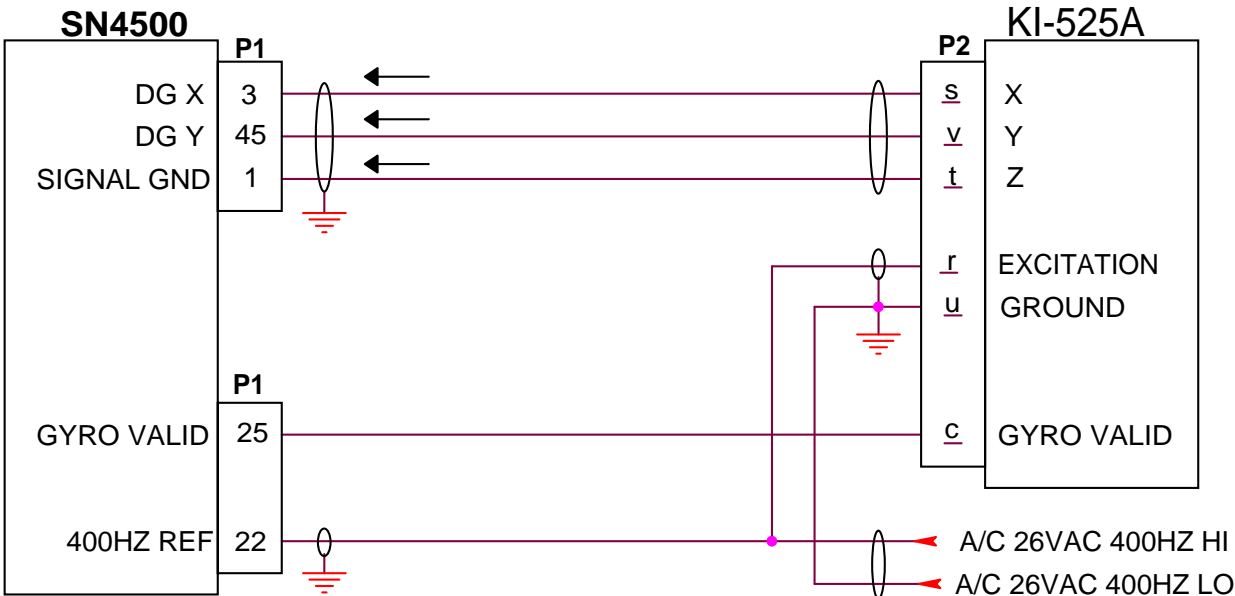 SN4500
KI-525A
P1
P2
DG X 3 s X
DG Y 45 v Y
SIGNAL GND 1 t Z
r EXCITATION
u GROUND
P1
GYRO VALID 25 c GYRO VALID
400HZ REF 22 A/C 26VAC 400HZ HI
A/C 26VAC 400HZ LO